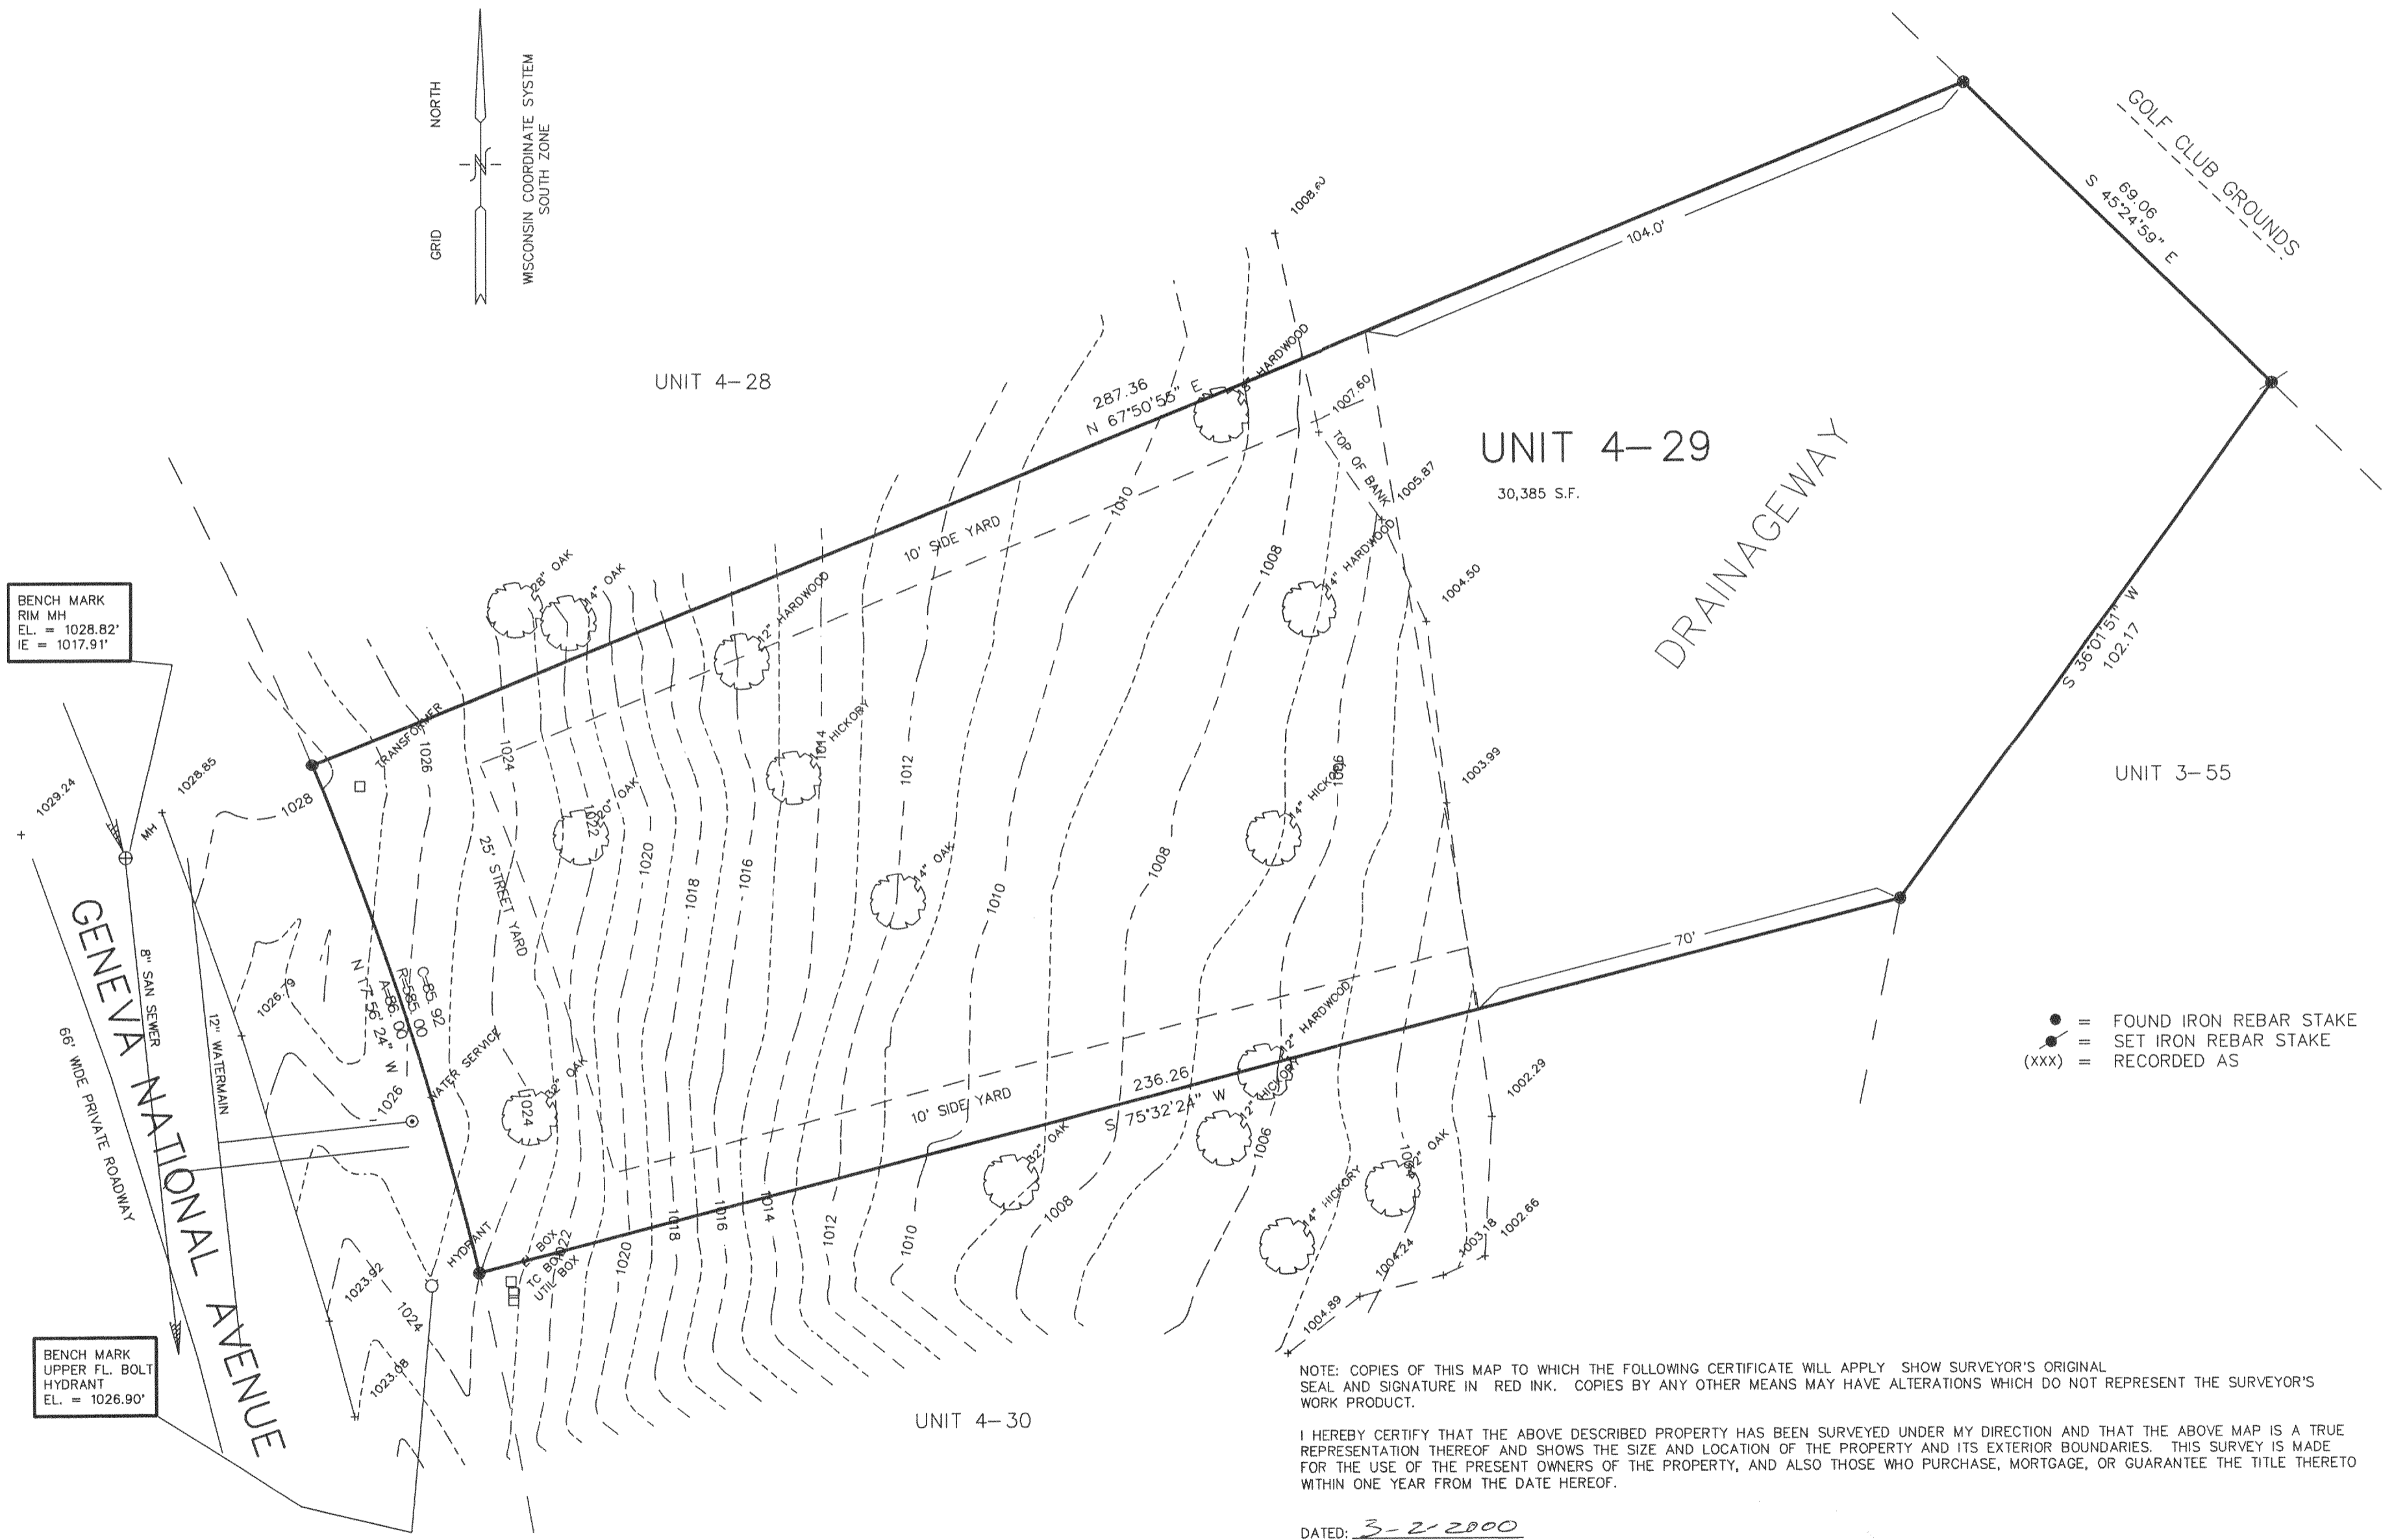 NORTH
GRID
WISCONSIN COORDINATE SYSTEM
SOUTH ZONE
GOLF CLUB GROUNDS
69.06
S 45°24'59" E
104.0'
UNIT 4-28
287.36
N 67°50'55" E
HARDWOOD
1007.60
TOP OF BANK
1005.87
UNIT 4-29
30,385 S.F.
DRAINAGEWAY
10' SIDE YARD
1010
1008
14" HARDWOOD
1004.50
28" OAK
14" OAK
12" HARDWOOD
BENCH MARK
RIM MH
EL. = 1028.82'
IE = 1017.91'
S 36°01'51" W
102.17
TRANSFORMER
1026
1024
HICKORY
1014
1012
1029.24
1028.85
MH
1028
1022
20" OAK
14" HICKORY
1006
1003.99
UNIT 3-55
25' STREET YARD
1020
1018
1016
14" OAK
1010
1008
GENEVA NATIONAL AVENUE
66' WIDE PRIVATE ROADWAY
8" SAN SEWER
12" WATERMAIN
1026.79
C=85.92
R=585.00
A=86.00
N 17°56'24" W
70'
● = FOUND IRON REBAR STAKE
= SET IRON REBAR STAKE
(XXX) = RECORDED AS
WATER SERVICE
1026
32" OAK
1024
12" HARDWOOD
12" HICKORY
10' SIDE YARD
236.26
S 75°32'24" W
1002.29
32" OAK
1006
OAK
14" HICKORY
1008
1002.66
1003.18
1004.24
1004.89
HYDRANT
EL BOX
TC BOX
UTIL BOX
1022
1020
1018
1016
1014
1012
1010
1023.92
1024
1023.08
BENCH MARK
UPPER FL. BOLT
HYDRANT
EL. = 1026.90'
UNIT 4-30
NOTE: COPIES OF THIS MAP TO WHICH THE FOLLOWING CERTIFICATE WILL APPLY SHOW SURVEYOR'S ORIGINAL
SEAL AND SIGNATURE IN RED INK. COPIES BY ANY OTHER MEANS MAY HAVE ALTERATIONS WHICH DO NOT REPRESENT THE SURVEYOR'S
WORK PRODUCT.
I HEREBY CERTIFY THAT THE ABOVE DESCRIBED PROPERTY HAS BEEN SURVEYED UNDER MY DIRECTION AND THAT THE ABOVE MAP IS A TRUE
REPRESENTATION THEREOF AND SHOWS THE SIZE AND LOCATION OF THE PROPERTY AND ITS EXTERIOR BOUNDARIES. THIS SURVEY IS MADE
FOR THE USE OF THE PRESENT OWNERS OF THE PROPERTY, AND ALSO THOSE WHO PURCHASE, MORTGAGE, OR GUARANTEE THE TITLE THERETO
WITHIN ONE YEAR FROM THE DATE HEREOF.
DATED: 3-2-2000